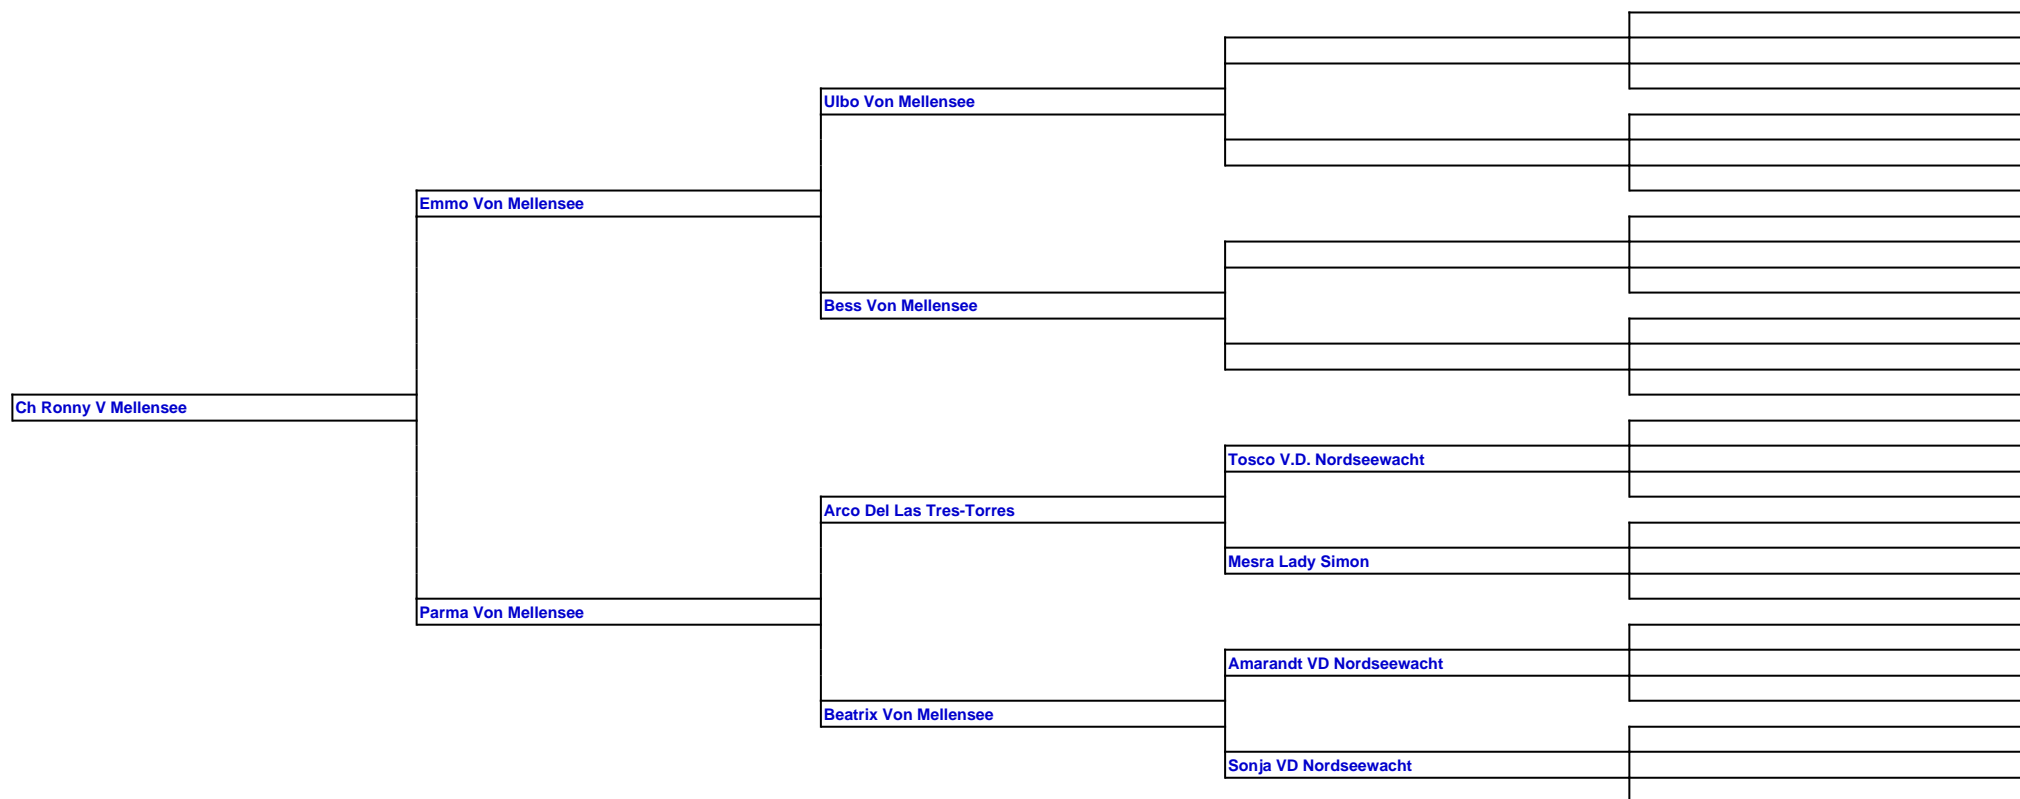 Ulbo Von Mellensee
Emmo Von Mellensee
Bess Von Mellensee
Ch Ronny V Mellensee
Tosco V.D. Nordseewacht
Arco Del Las Tres-Torres
Mesra Lady Simon
Parma Von Mellensee
Amarandt VD Nordseewacht
Beatrix Von Mellensee
Sonja VD Nordseewacht